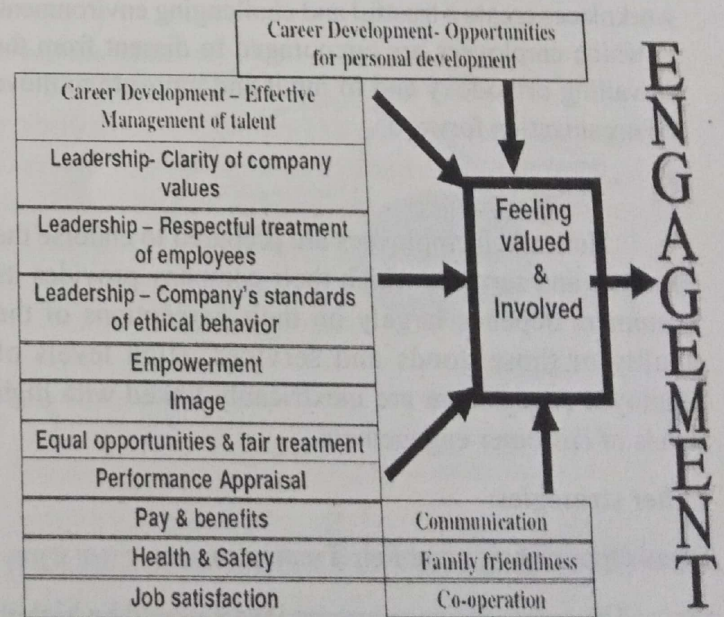 Career Development- Opportunities
for personal development
Career Development – Effective
Management of talent
Leadership- Clarity of company
values
Leadership – Respectful treatment
of employees
Leadership – Company's standards
of ethical behavior
Empowerment
Image
Equal opportunities & fair treatment
Performance Appraisal
Pay & benefits
Health & Safety
Job satisfaction
Communication
Family friendliness
Co-operation
Feeling
valued
&
Involved
ENGAGEMENT